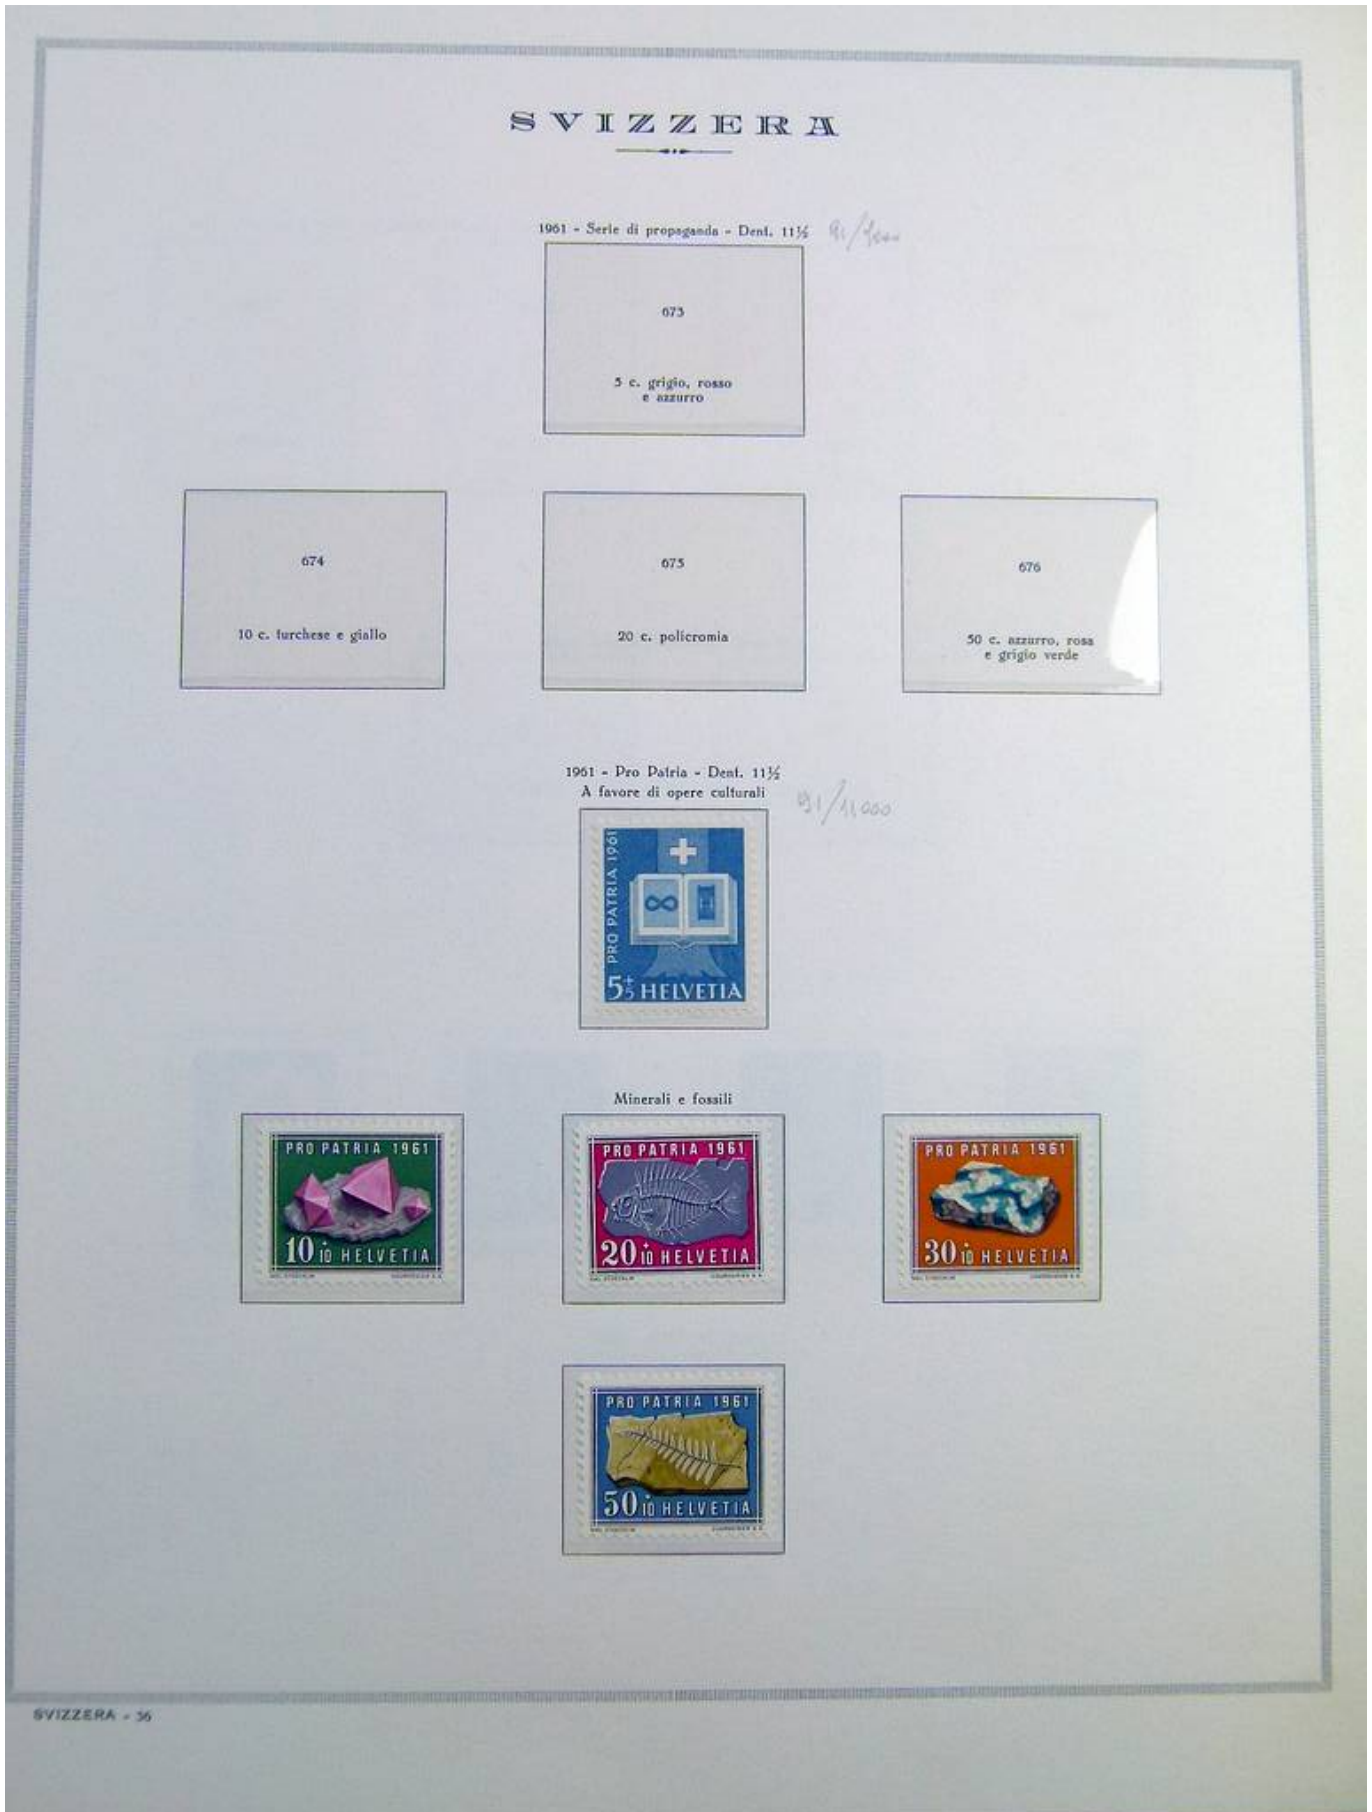 SVIZZERA
1961 - Serie di propaganda - Dent. 11½
673
5 c. grigio, rosso
e azzurro
674
10 c. turchese e giallo
675
20 c. policromia
676
50 c. azzurro, rosa
e grigio verde
1961 - Pro Patria - Dent. 11½
A favore di opere culturali
91/11.000
PRO PATRIA 1961
5+5 HELVETIA
Minerali e fossili
PRO PATRIA 1961
10+10 HELVETIA
PRO PATRIA 1961
20+10 HELVETIA
PRO PATRIA 1961
30+10 HELVETIA
PRO PATRIA 1961
50+10 HELVETIA
SVIZZERA - 36